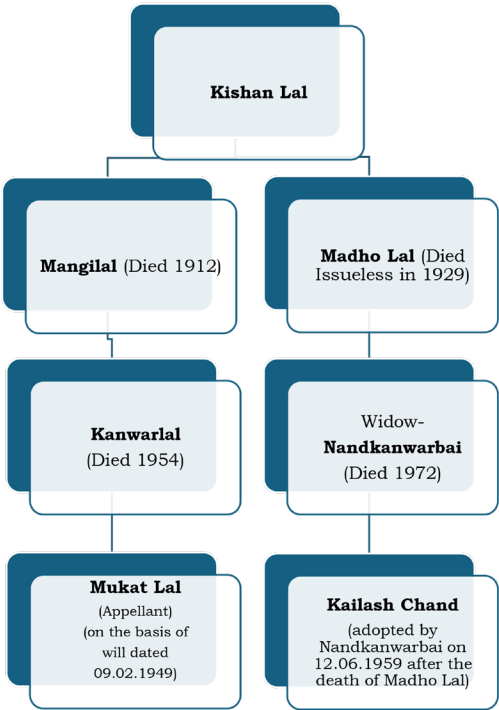 Kishan Lal
Mangilal (Died 1912)
Madho Lal (Died
Issueless in 1929)
Kanwarlal
(Died 1954)
Widow-
Nandkanwarbai
(Died 1972)
Mukat Lal
(Appellant)
(on the basis of
will dated
09.02.1949)
Kailash Chand
(adopted by
Nandkanwarbai on
12.06.1959 after the
death of Madho Lal)